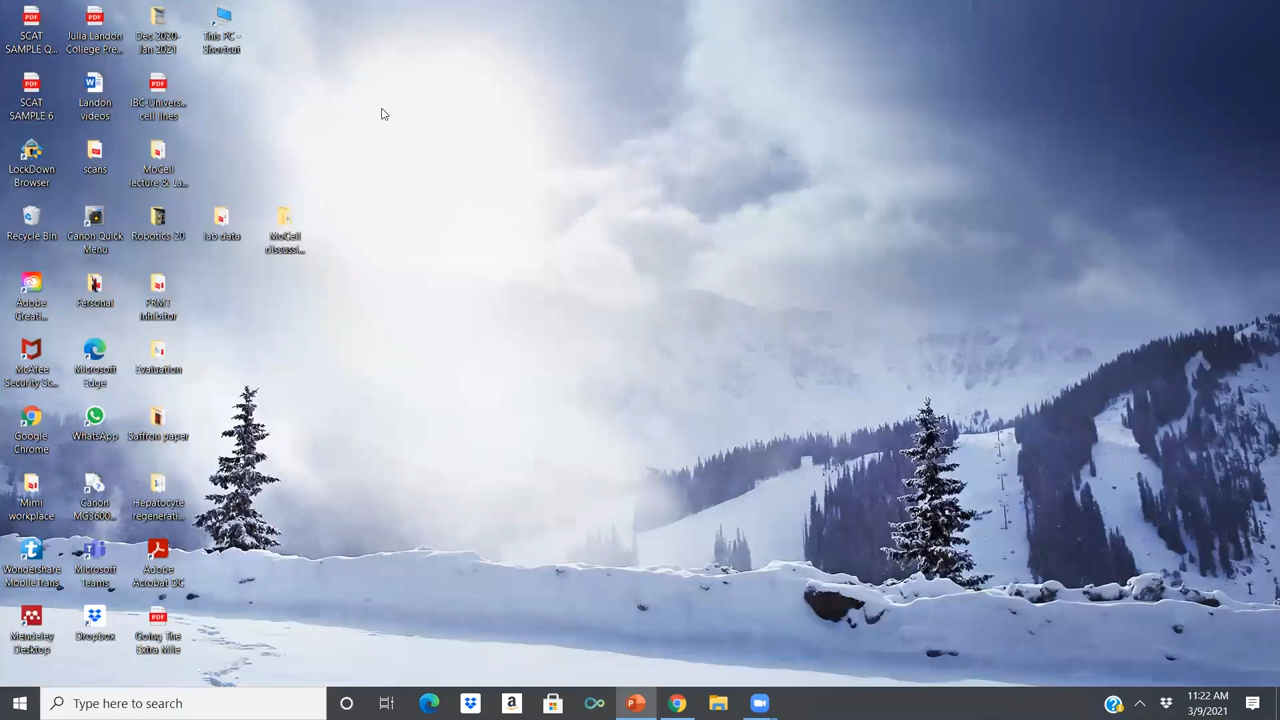 SCAT
SAMPLE Q...
Julia Landon
College Pre...
Dec 2020-
Jan 2021
This PC -
Shortcut
SCAT
SAMPLE 6
Landon
videos
IBC-Univers...
cell lines
LockDown
Browser
scans
MoCell
lecture & La...
Recycle Bin
Canon Quick
Menu
Robotics-20
lab data
MoCell
discussi...
Adobe
Creati...
Personal
PRMT
inhibitor
McAfee
Security Sc...
Microsoft
Edge
Evaluation
Google
Chrome
WhatsApp
Saffron paper
Mimi
workplace
Canon
MG3600...
Hepatocyte
regenerati...
Wondershare
MobileTrans...
Microsoft
Teams
Adobe
Acrobat DC
Mendeley
Desktop
Dropbox
Going The
Extra Mile
Type here to search
11:22 AM
3/9/2021